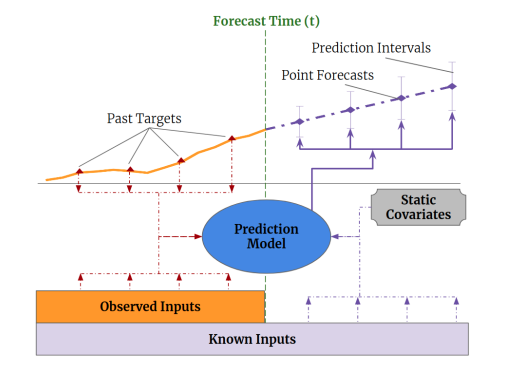 Forecast Time (t)
Prediction Intervals
Point Forecasts
Past Targets
Static
Covariates
Prediction
Model
Observed Inputs
Known Inputs